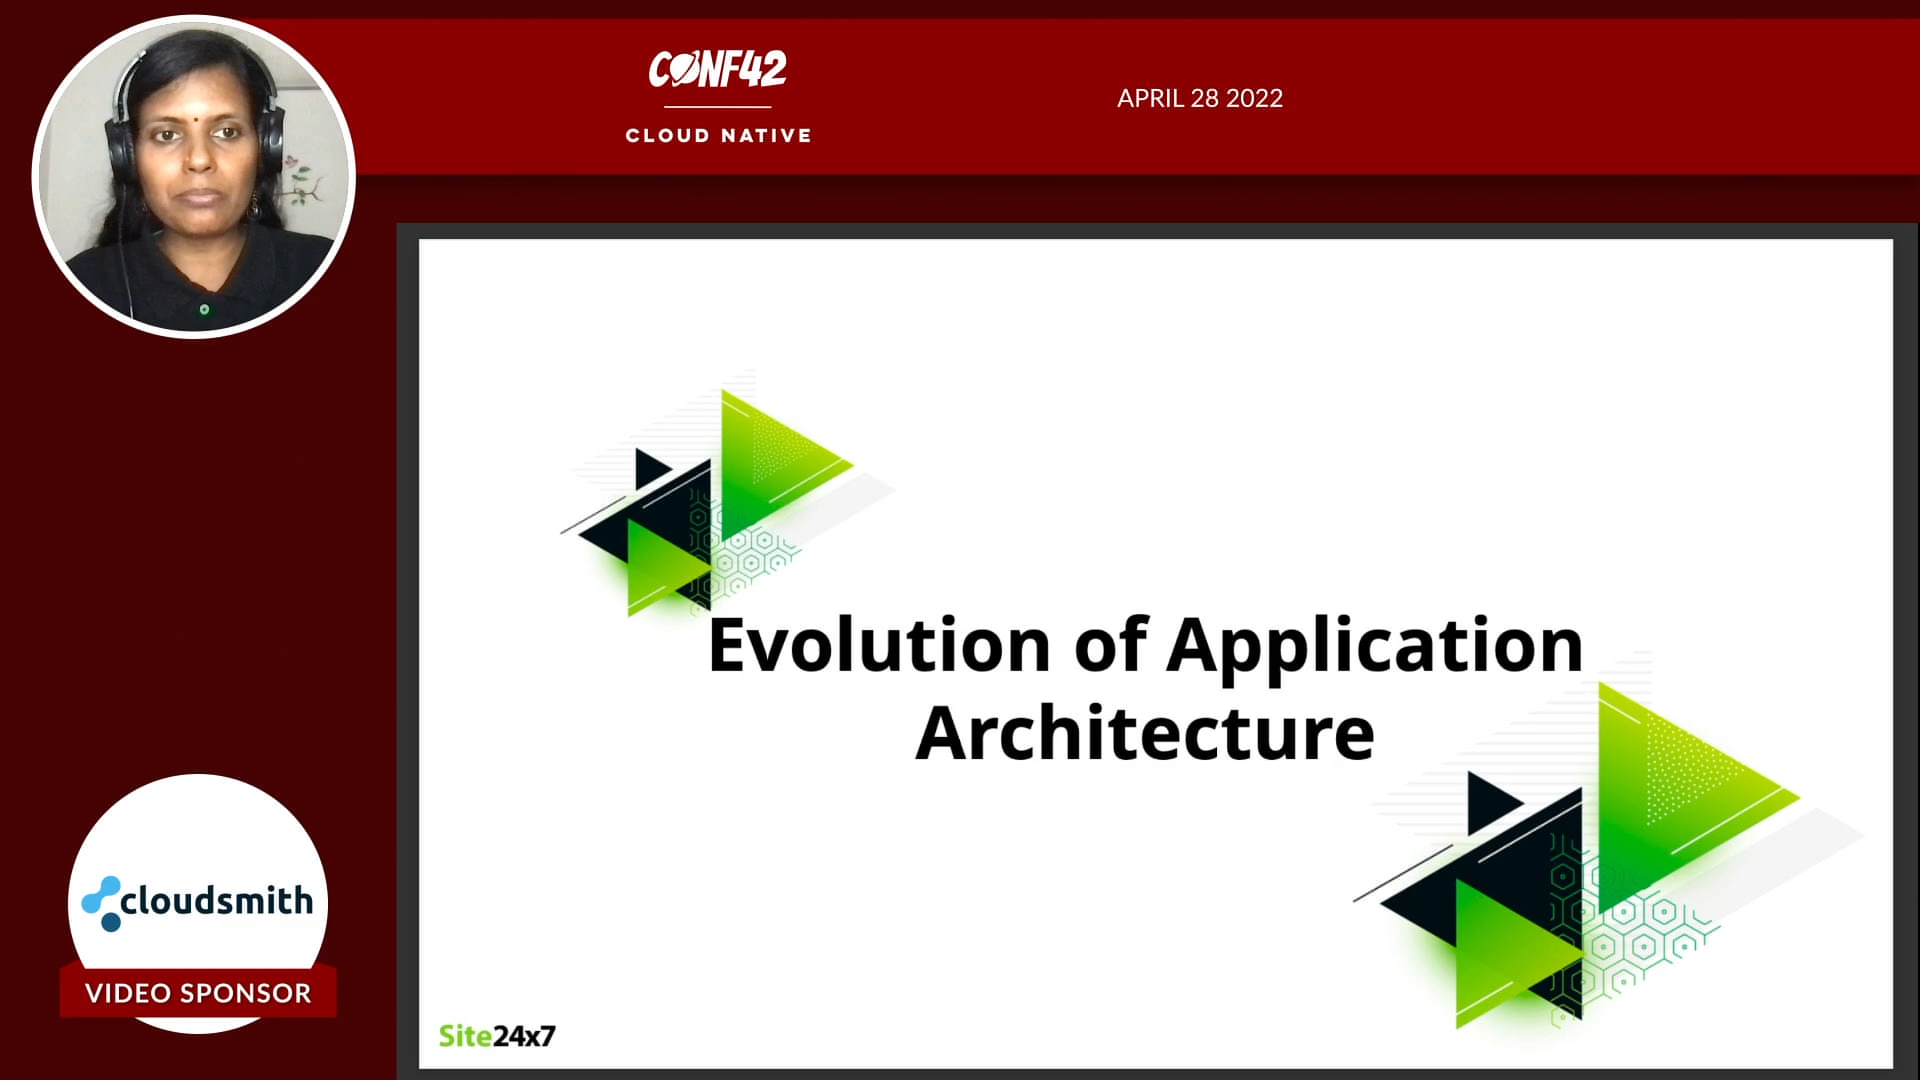 CONF42
CLOUD NATIVE
APRIL 28 2022
Evolution of Application
Architecture
cloudsmith
VIDEO SPONSOR
Site24x7